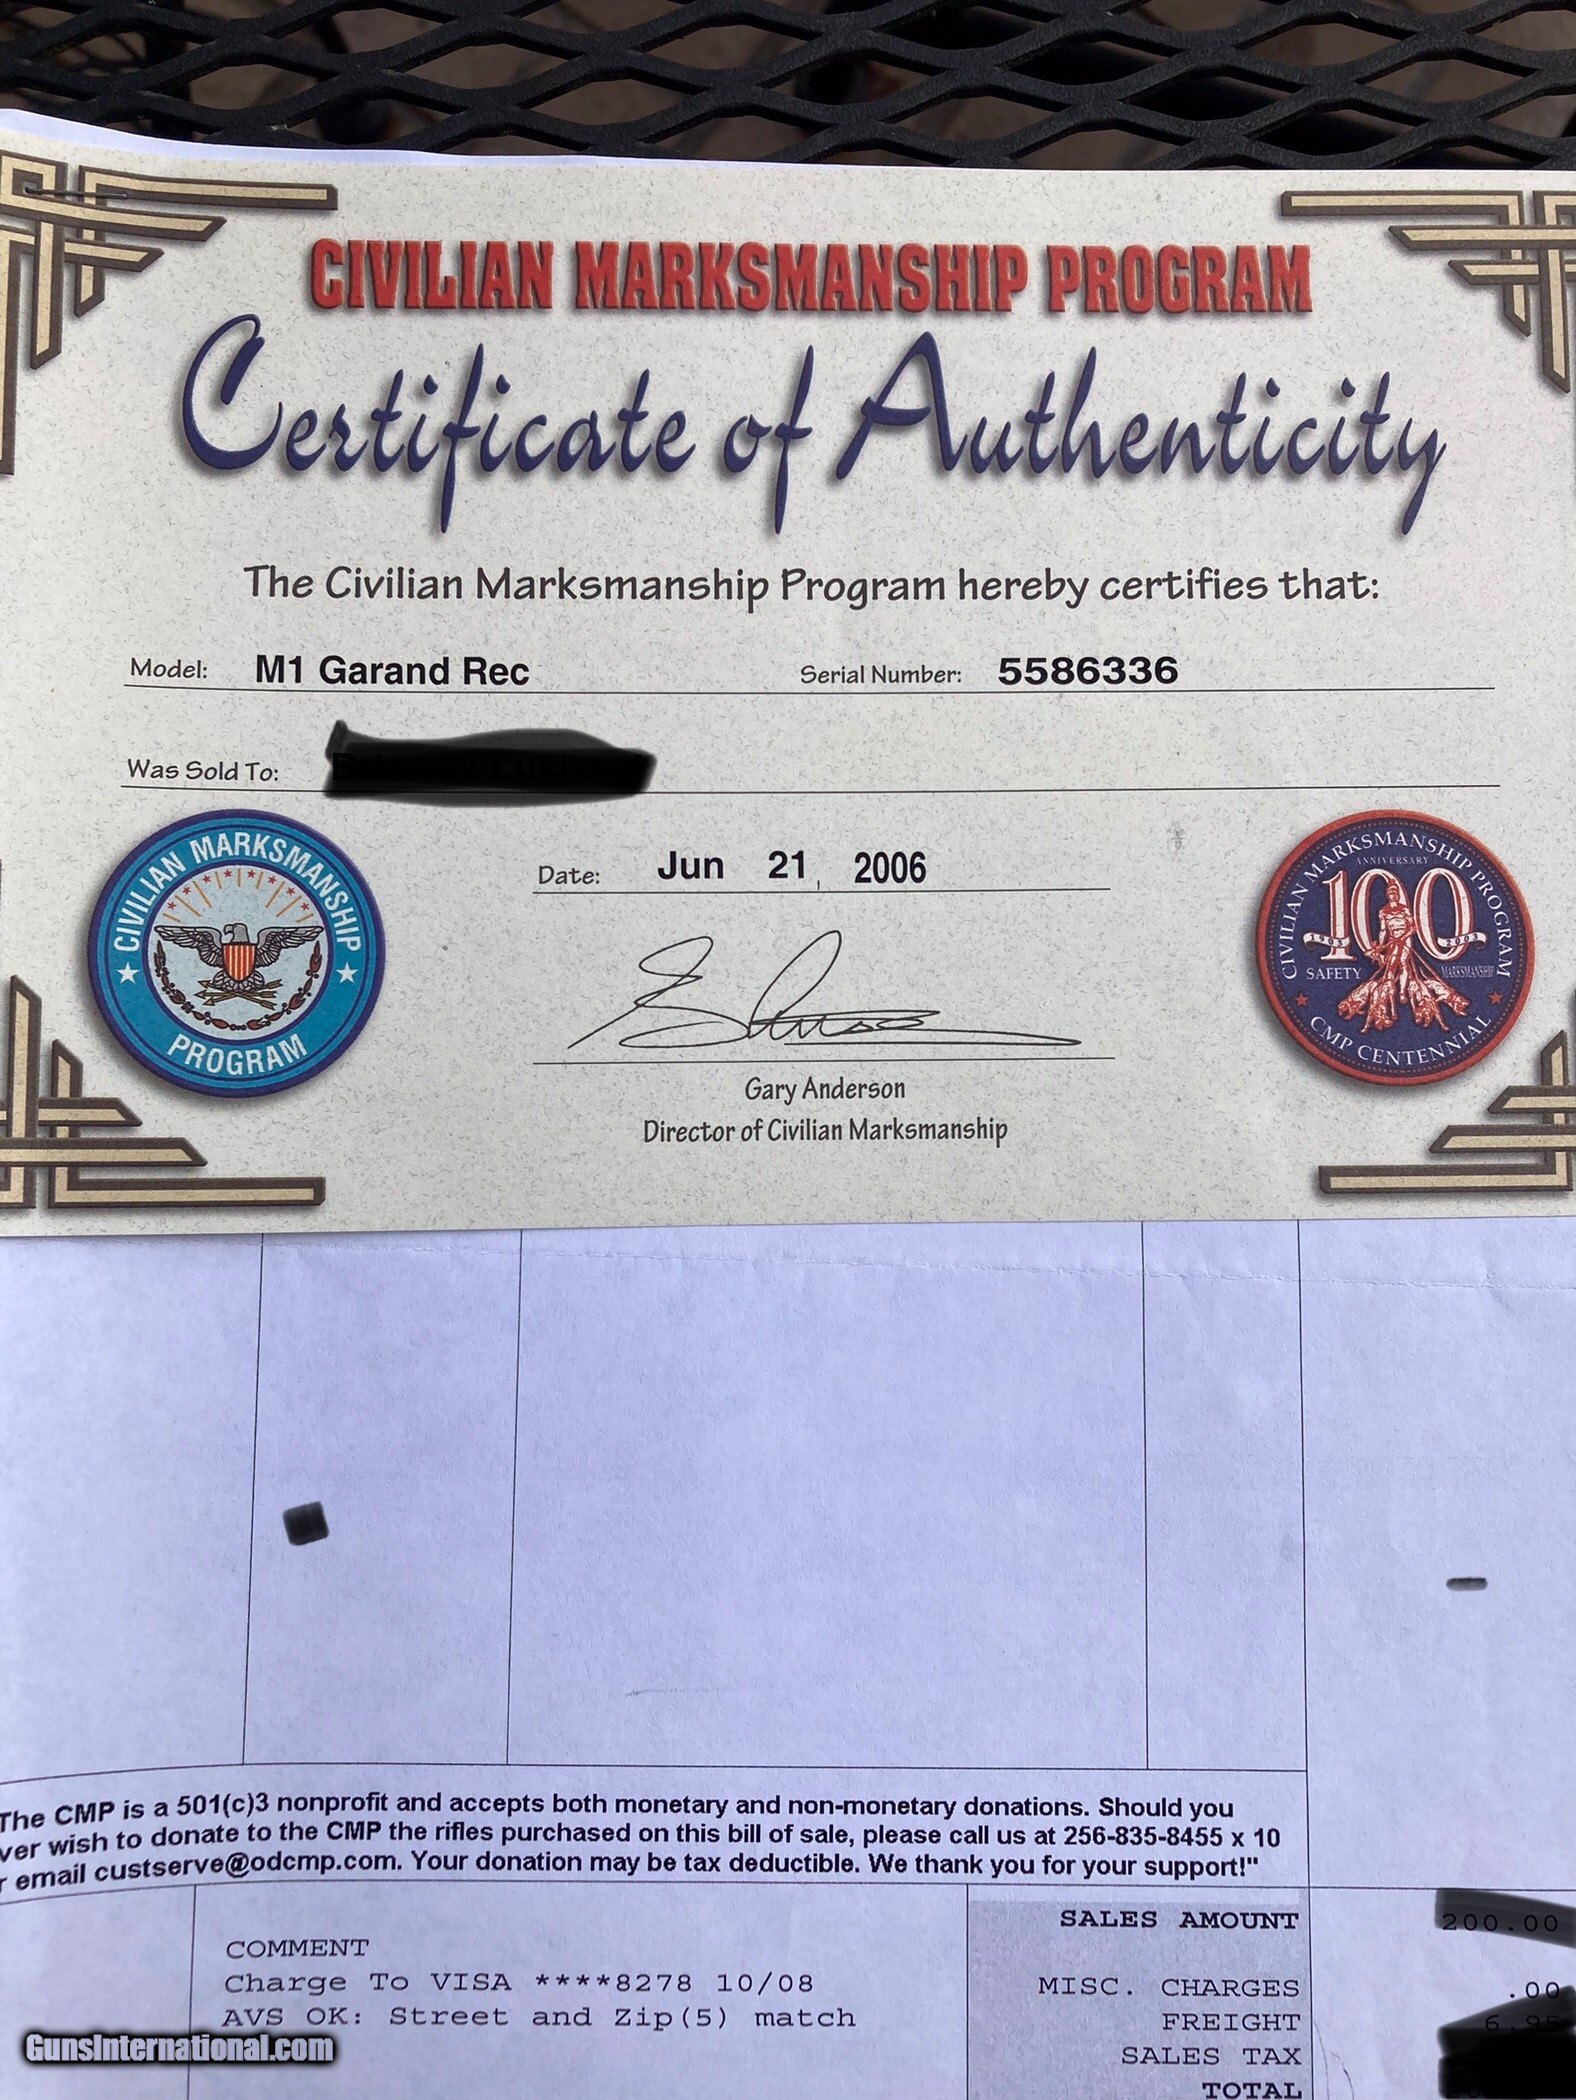 CIVILIAN MARKSMANSHIP PROGRAM
Certificate of Authenticity
The Civilian Marksmanship Program hereby certifies that:
Model: M1 Garand Rec Serial Number: 5586336
Was Sold To:
CIVILIAN MARKSMANSHIP PROGRAM
Date: Jun 21, 2006
CIVILIAN MARKSMANSHIP PROGRAM
ANNIVERSARY
100
1903 2003
SAFETY MARKSMANSHIP
CMP CENTENNIAL
Gary Anderson
Director of Civilian Marksmanship
The CMP is a 501(c)3 nonprofit and accepts both monetary and non-monetary donations. Should you
ver wish to donate to the CMP the rifles purchased on this bill of sale, please call us at 256-835-8455 x 10
r email custserve@odcmp.com. Your donation may be tax deductible. We thank you for your support!"
SALES AMOUNT 200.00
COMMENT
Charge To VISA ****8278 10/08
MISC. CHARGES .00
AVS OK: Street and Zip(5) match
FREIGHT 6.95
SALES TAX
TOTAL
GunsInternational.com